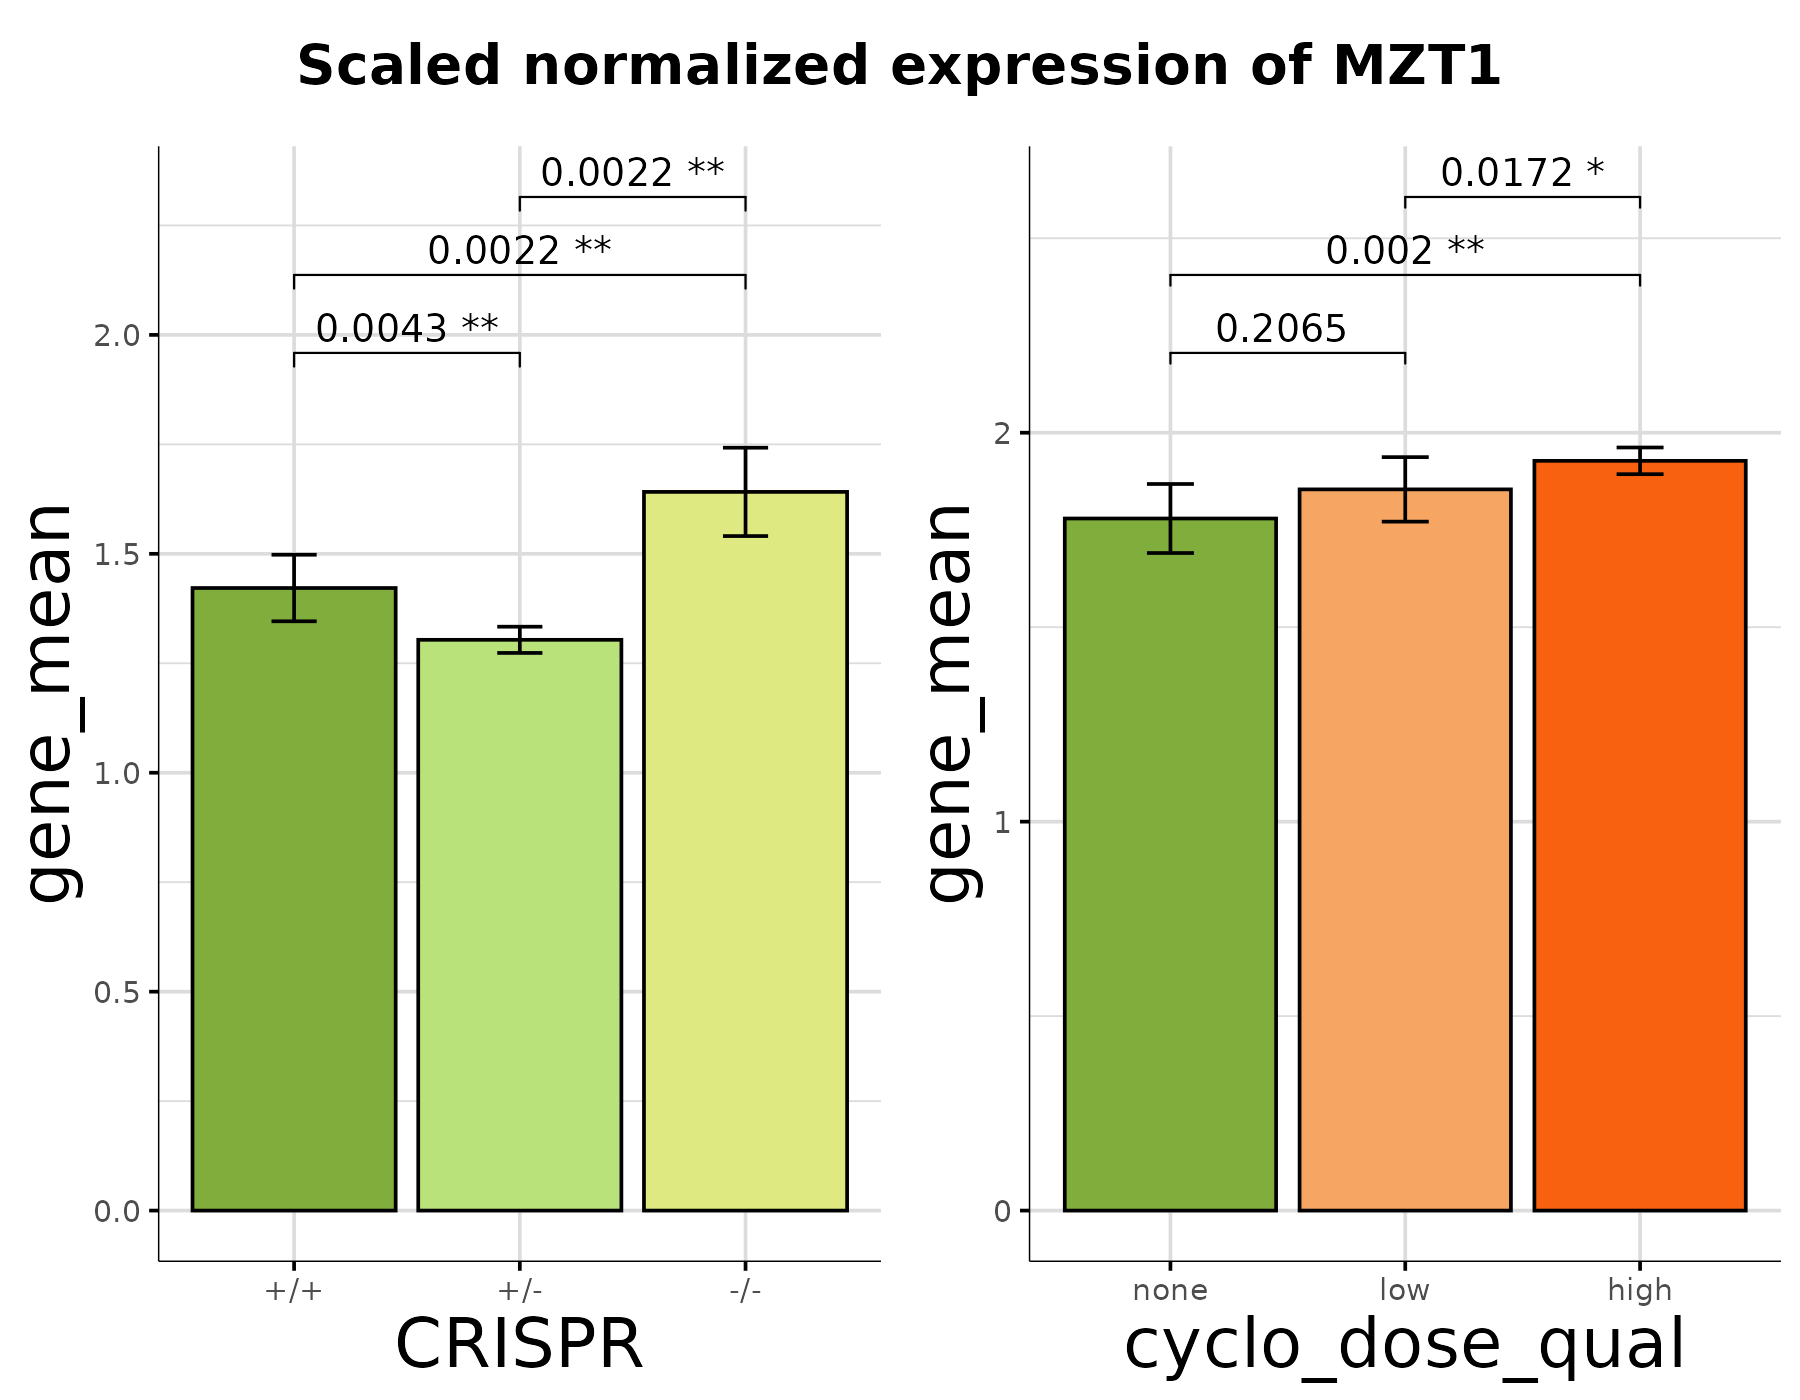 Scaled normalized expression of MZT1
0.0022 **
0.0022 **
0.0043 **
2.0
1.5
1.0
0.5
0.0
gene_mean
+/+ +/- -/-
CRISPR
0.0172 *
0.002 **
0.2065
2
1
0
gene_mean
none low high
cyclo_dose_qual